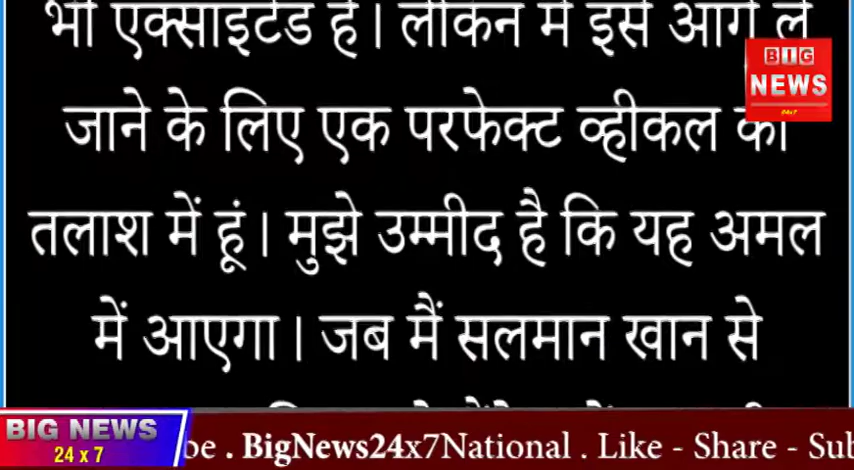 भी एक्साइटेड हैं। लेकिन मैं इसे आगे ले
जाने के लिए एक परफेक्ट व्हीकल की
तलाश में हूं। मुझे उम्मीद है कि यह अमल
में आएगा। जब मैं सलमान खान से
BIG
NEWS
24x7
BIG NEWS
24 x 7
be . BigNews24x7National . Like - Share - Sub